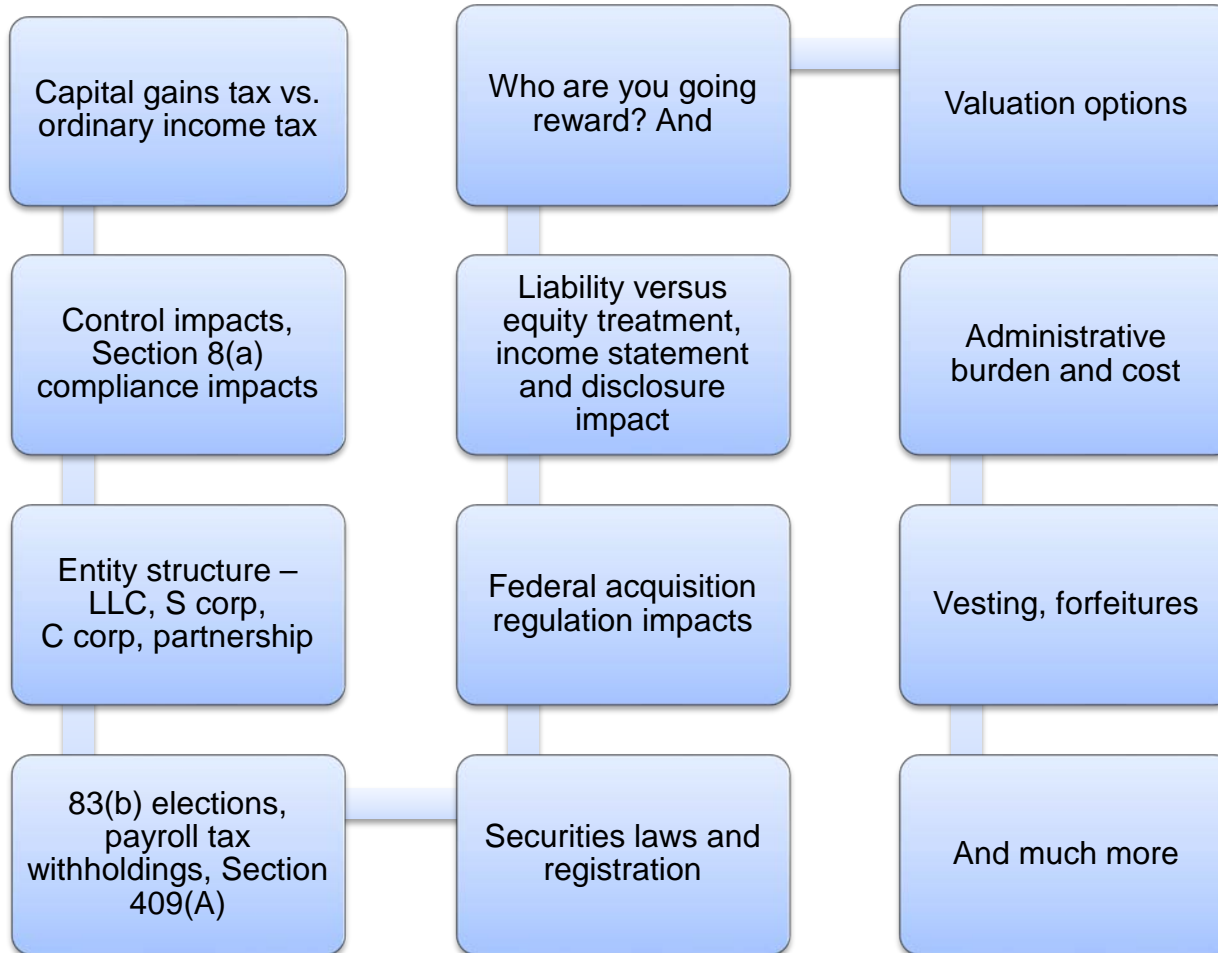 Capital gains tax vs.
ordinary income tax
Control impacts,
Section 8(a)
compliance impacts
Entity structure –
LLC, S corp,
C corp, partnership
83(b) elections,
payroll tax
withholdings, Section
409(A)
Securities laws and
registration
Federal acquisition
regulation impacts
Liability versus
equity treatment,
income statement
and disclosure
impact
Who are you going
reward? And
Valuation options
Administrative
burden and cost
Vesting, forfeitures
And much more